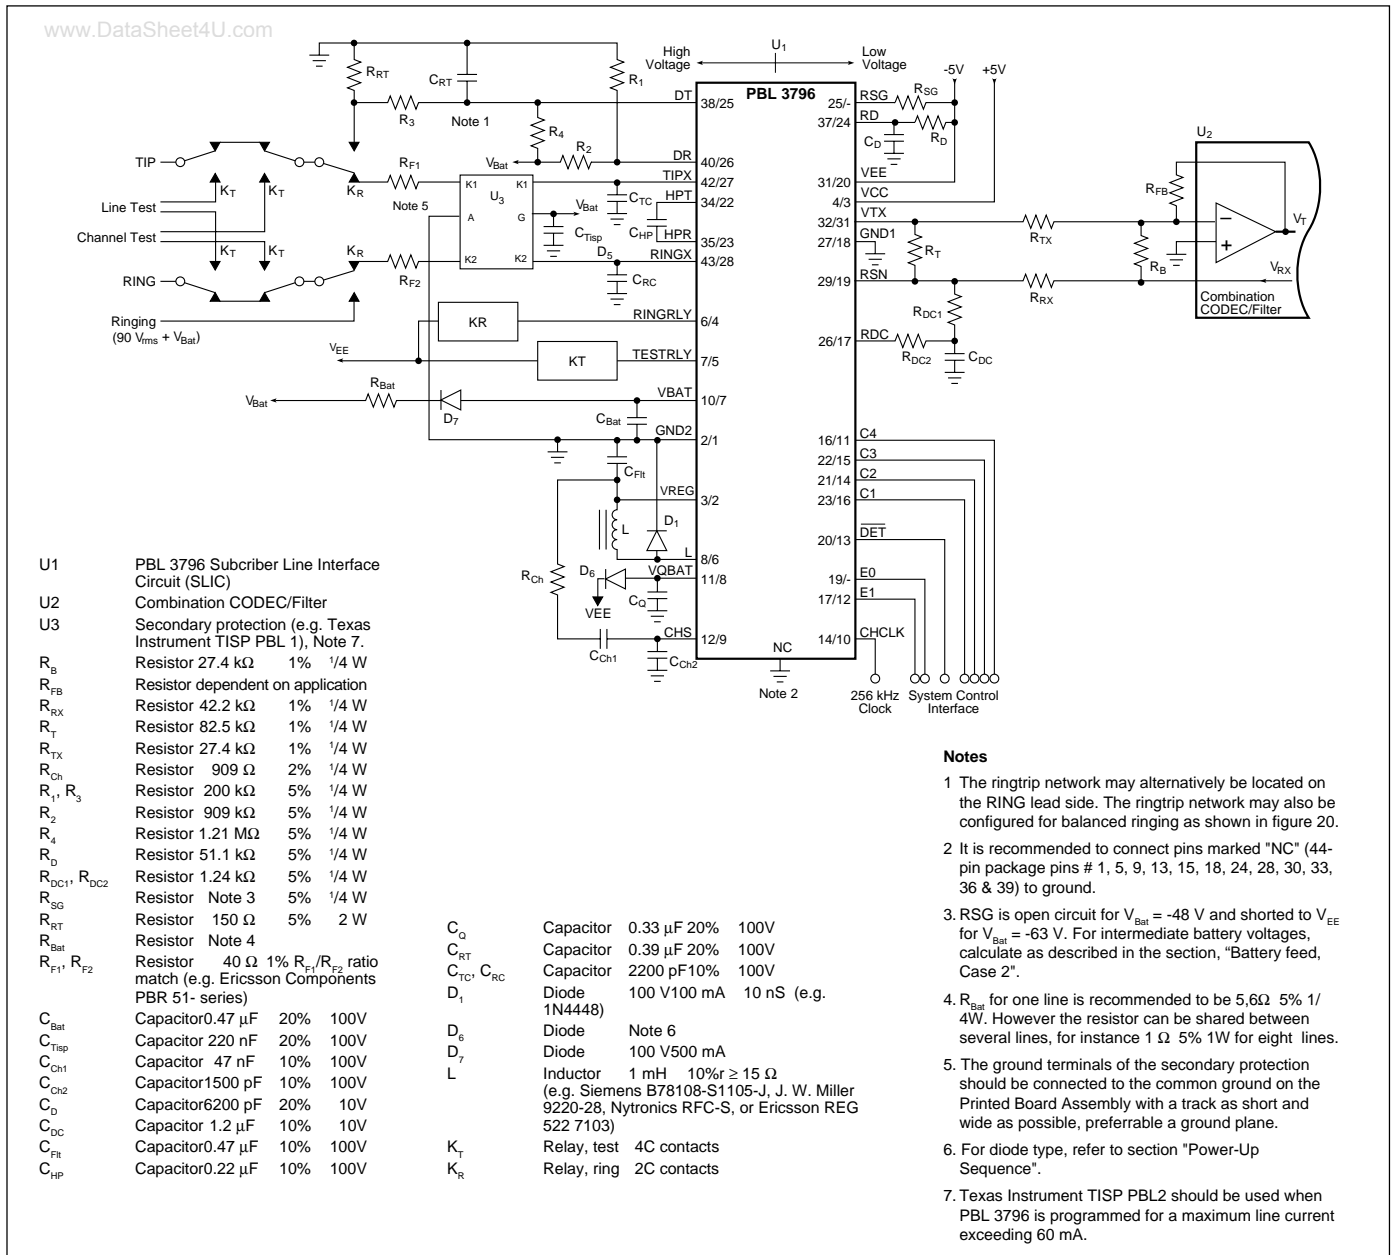 www.DataSheet4U.com
High Voltage
U1
Low Voltage
-5V
+5V
PBL 3796
RRT
CRT
R1
R3
Note 1
DT
38/25
R4
VBat
R2
DR
40/26
TIP
KT
KT
KR
RF1
Note 5
K1
K1
U3
A
G
K2
K2
VBat
CTisp
D5
TIPX
42/27
CTC
HPT
34/22
CHP
HPR
35/23
RINGX
43/28
CRC
Line Test
Channel Test
KT
KT
KR
RING
RF2
Ringing
(90 Vrms + VBat)
KR
RINGRLY
6/4
VEE
KT
TESTRLY
7/5
VBat
RBat
D7
VBAT
10/7
CBat
GND2
2/1
CFlt
VREG
3/2
L
D1
L
8/6
RCh
D6
VEE
VQBAT
11/8
CQ
CHS
12/9
CCh1
CCh2
NC
Note 2
25/-
RSG
RSG
37/24
RD
CD
RD
31/20
VEE
4/3
VCC
32/31
VTX
27/18
GND1
RT
RTX
29/19
RSN
RRX
RB
RDC1
26/17
RDC
RDC2
CDC
U2
RFB
VT
VRX
Combination
CODEC/Filter
16/11
C4
22/15
C3
21/14
C2
23/16
C1
20/13
DET
19/-
E0
17/12
E1
14/10
CHCLK
256 kHz
Clock
System Control
Interface
U1 PBL 3796 Subcriber Line Interface
Circuit (SLIC)
U2 Combination CODEC/Filter
U3 Secondary protection (e.g. Texas
Instrument TISP PBL 1), Note 7.
RB Resistor 27.4 kΩ 1% 1/4 W
RFB Resistor dependent on application
RRX Resistor 42.2 kΩ 1% 1/4 W
RT Resistor 82.5 kΩ 1% 1/4 W
RTX Resistor 27.4 kΩ 1% 1/4 W
RCh Resistor 909 Ω 2% 1/4 W
R1, R3 Resistor 200 kΩ 5% 1/4 W
R2 Resistor 909 kΩ 5% 1/4 W
R4 Resistor 1.21 MΩ 5% 1/4 W
RD Resistor 51.1 kΩ 5% 1/4 W
RDC1, RDC2 Resistor 1.24 kΩ 5% 1/4 W
RSG Resistor Note 3 5% 1/4 W
RRT Resistor 150 Ω 5% 2 W
RBat Resistor Note 4
RF1, RF2 Resistor 40 Ω 1% RF1/RF2 ratio
match (e.g. Ericsson Components
PBR 51- series)
CBat Capacitor0.47 µF 20% 100V
CTisp Capacitor 220 nF 20% 100V
CCh1 Capacitor 47 nF 10% 100V
CCh2 Capacitor1500 pF 10% 100V
CD Capacitor6200 pF 20% 10V
CDC Capacitor 1.2 µF 10% 10V
CFlt Capacitor0.47 µF 10% 100V
CHP Capacitor0.22 µF 10% 100V
CQ Capacitor 0.33 µF 20% 100V
CRT Capacitor 0.39 µF 20% 100V
CTC, CRC Capacitor 2200 pF10% 100V
D1 Diode 100 V100 mA 10 nS (e.g.
1N4448)
D6 Diode Note 6
D7 Diode 100 V500 mA
L Inductor 1 mH 10%r ≥ 15 Ω
(e.g. Siemens B78108-S1105-J, J. W. Miller
9220-28, Nytronics RFC-S, or Ericsson REG
522 7103)
KT Relay, test 4C contacts
KR Relay, ring 2C contacts
Notes
1 The ringtrip network may alternatively be located on
the RING lead side. The ringtrip network may also be
configured for balanced ringing as shown in figure 20.
2 It is recommended to connect pins marked "NC" (44-
pin package pins # 1, 5, 9, 13, 15, 18, 24, 28, 30, 33,
36 & 39) to ground.
3. RSG is open circuit for VBat = -48 V and shorted to VEE
for VBat = -63 V. For intermediate battery voltages,
calculate as described in the section, “Battery feed,
Case 2".
4. RBat for one line is recommended to be 5,6Ω 5% 1/
4W. However the resistor can be shared between
several lines, for instance 1 Ω 5% 1W for eight lines.
5. The ground terminals of the secondary protection
should be connected to the common ground on the
Printed Board Assembly with a track as short and
wide as possible, preferrable a ground plane.
6. For diode type, refer to section "Power-Up
Sequence".
7. Texas Instrument TISP PBL2 should be used when
PBL 3796 is programmed for a maximum line current
exceeding 60 mA.